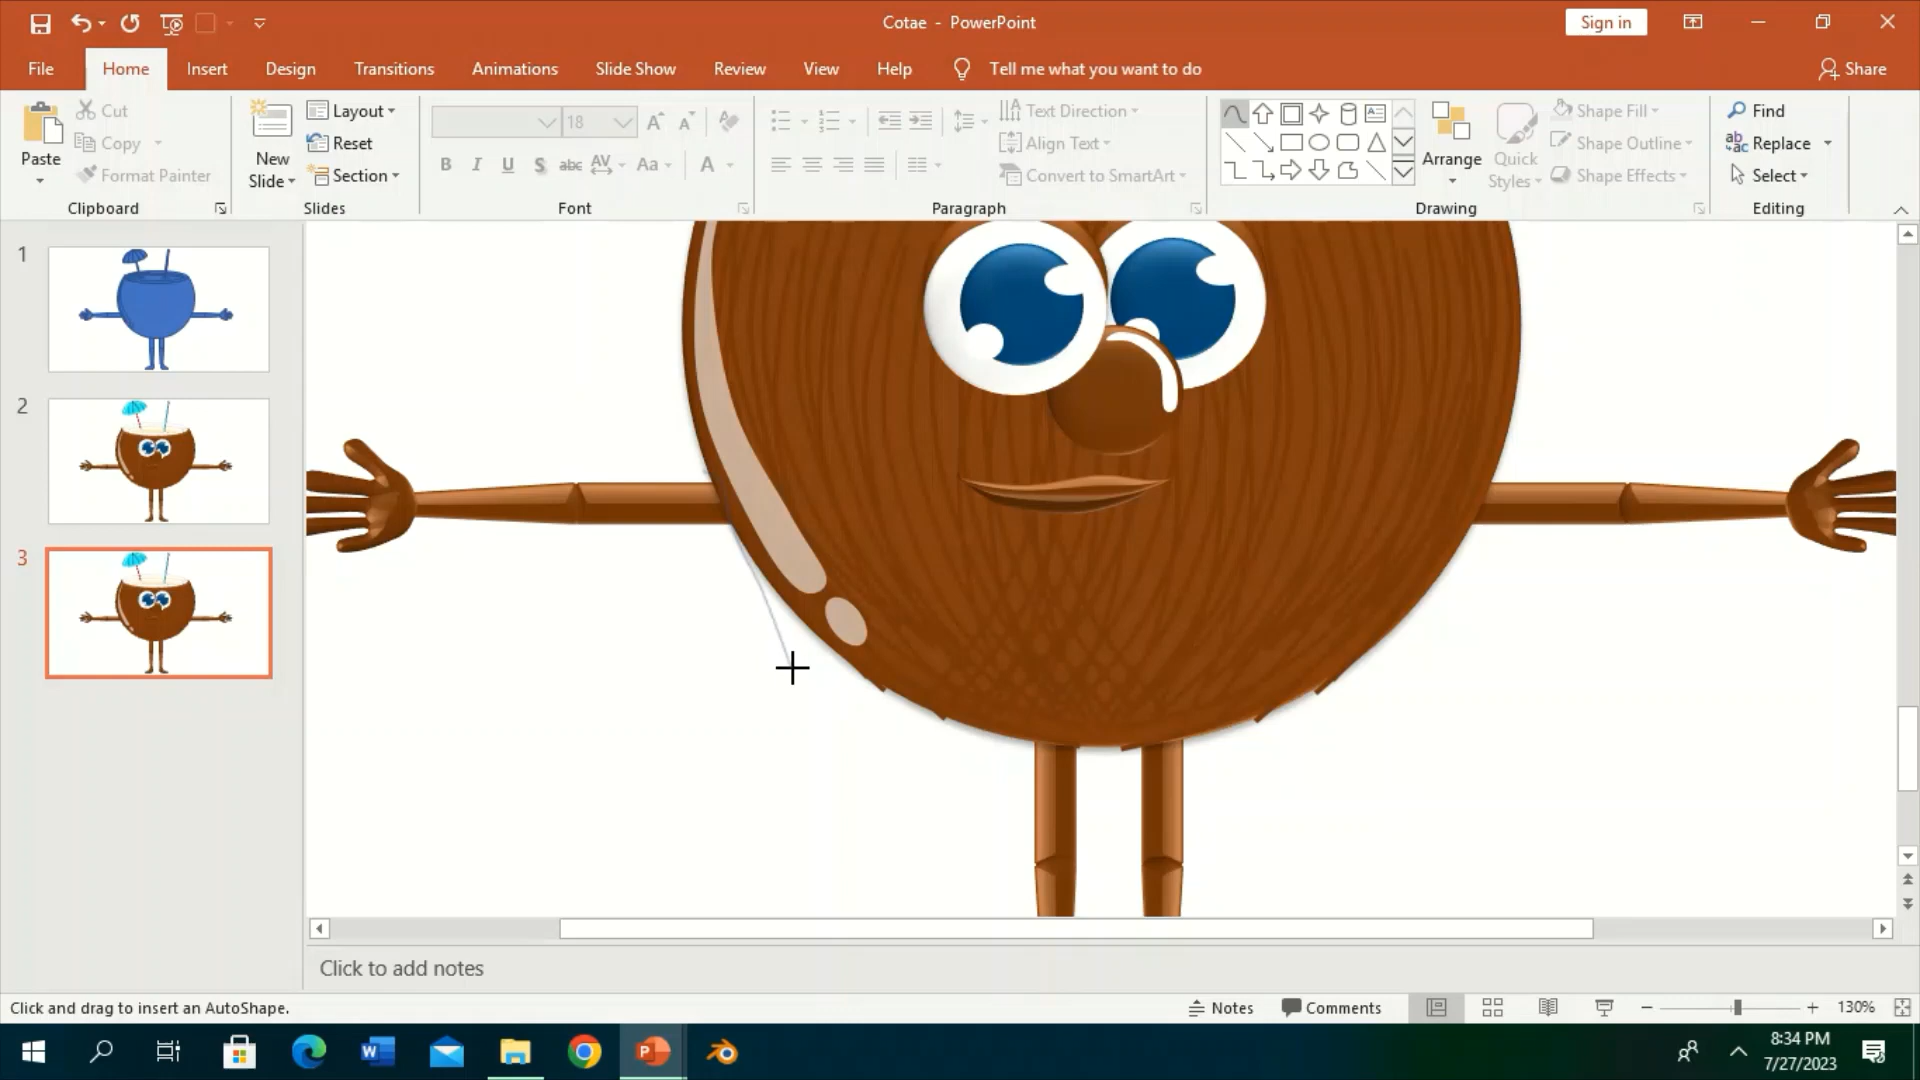 Cotae - PowerPoint
Sign in
File Home Insert Design Transitions Animations Slide Show Review View Help Tell me what you want to do Share
Paste
Cut
Copy
Format Painter
Clipboard
New Slide
Layout
Reset
Section
Slides
18
B I U S abc AV Aa A
Font
Text Direction
Align Text
Convert to SmartArt
Paragraph
Arrange
Quick Styles
Shape Fill
Shape Outline
Shape Effects
Drawing
Find
Replace
Select
Editing
1
2
3
Click to add notes
Click and drag to insert an AutoShape.
Notes Comments 130%
8:34 PM
7/27/2023